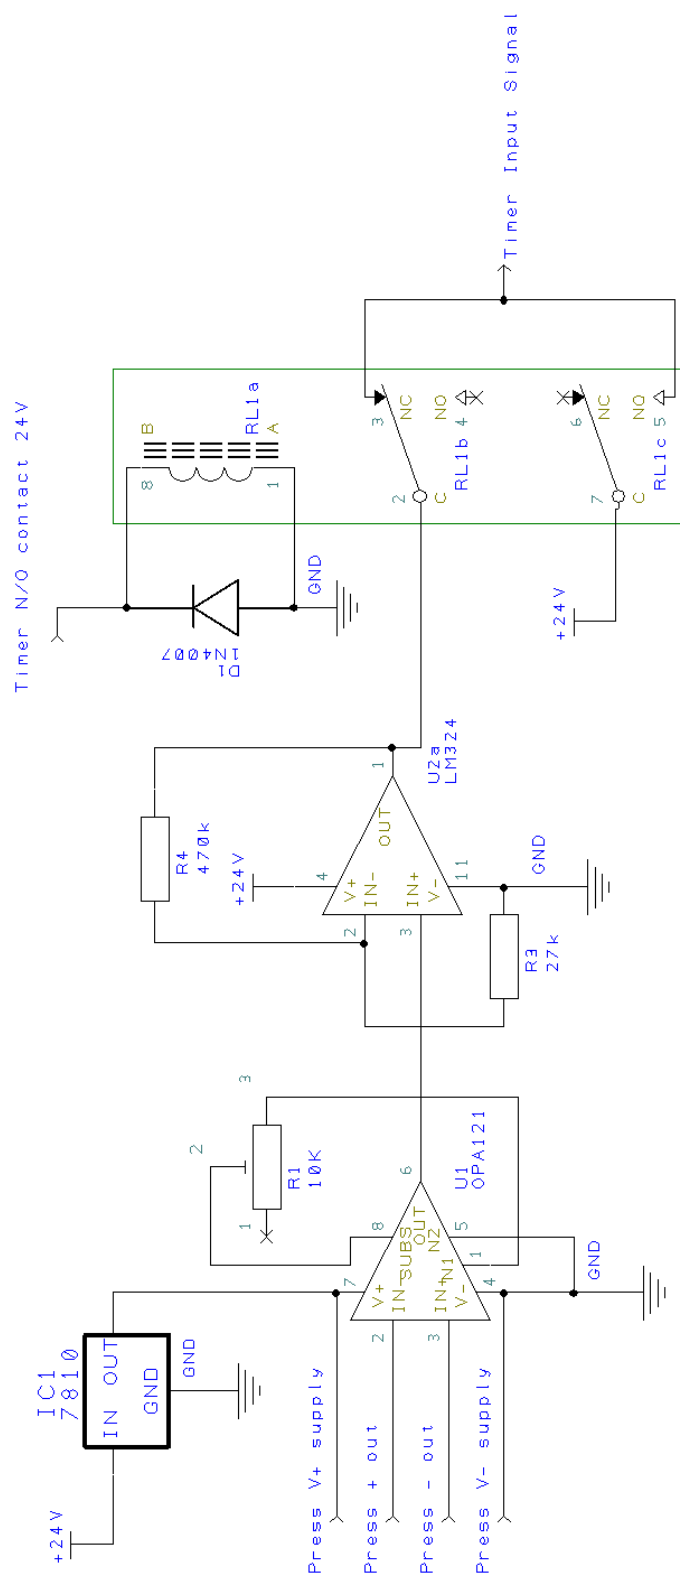 Timer N/O contact 24V
Timer Input Signal
B
8
RL1a
1
A
D1
1N4007
GND
3
NC
NO
4
2
C
RL1b
6
NC
NO
5
7
C
RL1c
+24V
R4
470k
+24V
4
V+
IN-
OUT
1
U2a
LM324
IN+
V-
11
2
3
GND
R3
27k
3
2
1
R1
10K
U1
OPA121
6
8
SUBS
OUT
N2
5
7
V+
IN-
IN+
N1
1
V-
4
2
3
GND
IC1
7810
IN
OUT
GND
GND
+24V
Press V+ supply
Press + out
Press - out
Press V- supply